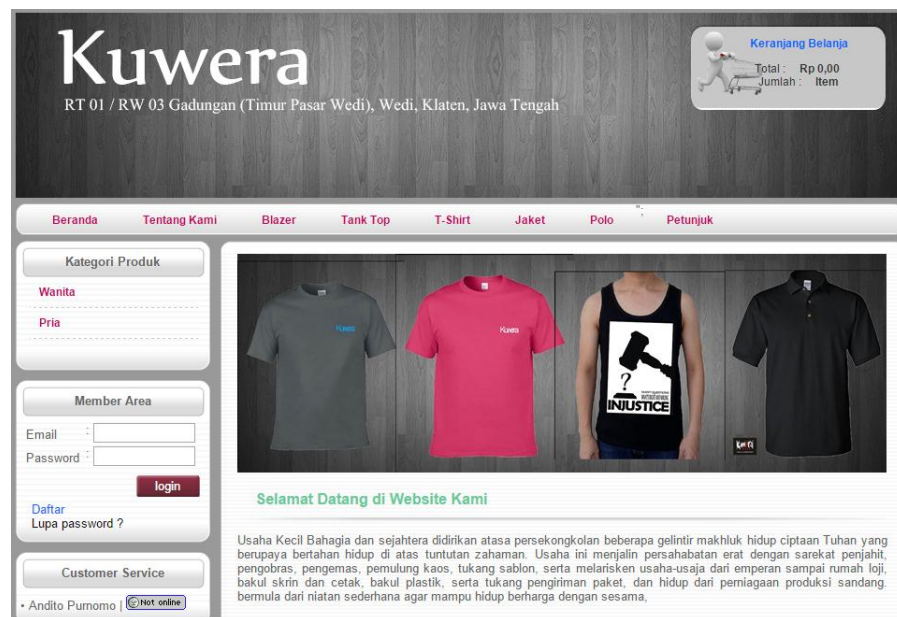 Kuwera
RT 01 / RW 03 Gadungan (Timur Pasar Wedi), Wedi, Klaten, Jawa Tengah
Keranjang Belanja
Total : Rp 0,00
Jumlah : Item
Beranda Tentang Kami Blazer Tank Top T-Shirt Jaket Polo "; Petunjuk
Kategori Produk
Wanita
Pria
Member Area
Email :
Password :
login
Daftar
Lupa password ?
Customer Service
• Andito Purnomo | Not online
Kuwera
Kuwera
?
INJUSTICE
Selamat Datang di Website Kami
Usaha Kecil Bahagia dan sejahtera didirikan atasa persekongkolan beberapa gelintir makhluk hidup ciptaan Tuhan yang
berupaya bertahan hidup di atas tuntutan zahaman. Usaha ini menjalin persahabatan erat dengan sarekat penjahit,
pengobras, pengemas, pemulung kaos, tukang sablon, serta melarisken usaha-usaja dari emperan sampai rumah loji,
bakul skrin dan cetak, bakul plastik, serta tukang pengiriman paket, dan hidup dari perniagaan produksi sandang.
bermula dari niatan sederhana agar mampu hidup berharga dengan sesama,